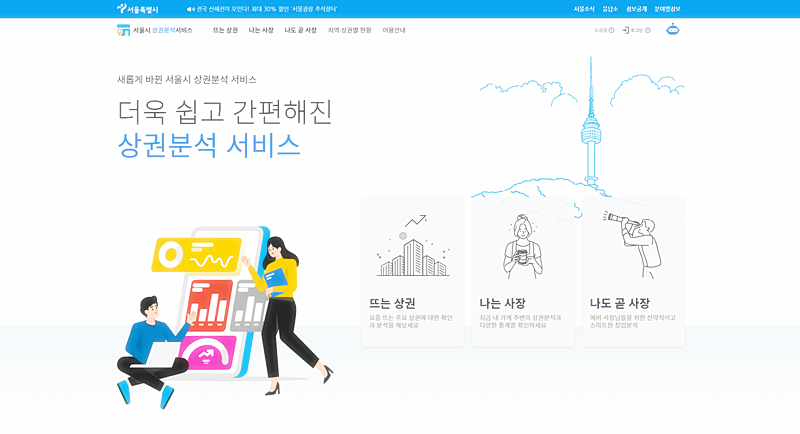 서울특별시
전국 산해진미 모인다! 최대 30% 할인 '서울광장 추석장터'
서울소식 응답소 정보공개 분야별정보
서울시 상권분석서비스
뜨는 상권 나는 사장 나도 곧 사장 지역·상권별 현황 이용안내
도움말 로그인
새롭게 바뀐 서울시 상권분석 서비스
더욱 쉽고 간편해진
상권분석 서비스
뜨는 상권
요즘 뜨는 주요 상권에 대한 확인
과 분석을 해보세요
나는 사장
지금 내 가게 주변의 상권분석과
다양한 통계를 확인하세요
나도 곧 사장
예비 사장님들을 위한 전략적이고
스마트한 창업분석